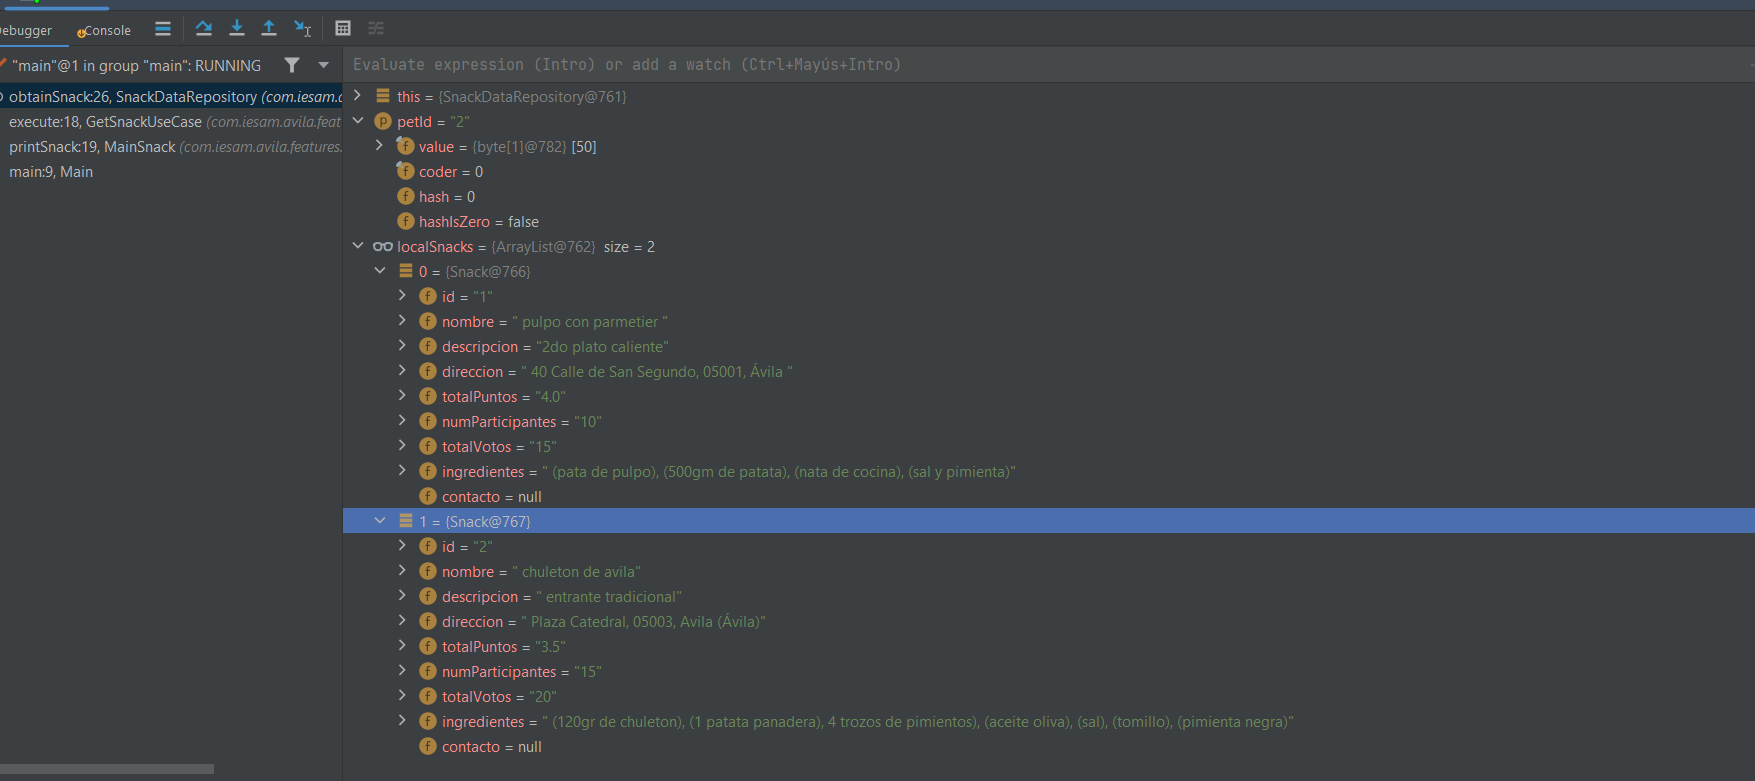 Debugger Console
"main"@1 in group "main": RUNNING
Evaluate expression (Intro) or add a watch (Ctrl+Mayús+Intro)
obtainSnack:26, SnackDataRepository (com.iesam.a
execute:18, GetSnackUseCase (com.iesam.avila.feat
printSnack:19, MainSnack (com.iesam.avila.features.
main:9, Main
this = {SnackDataRepository@761}
petId = "2"
value = {byte[1]@782} [50]
coder = 0
hash = 0
hashIsZero = false
localSnacks = {ArrayList@762} size = 2
0 = {Snack@766}
id = "1"
nombre = " pulpo con parmetier "
descripcion = "2do plato caliente"
direccion = " 40 Calle de San Segundo, 05001, Ávila "
totalPuntos = "4.0"
numParticipantes = "10"
totalVotos = "15"
ingredientes = " (pata de pulpo), (500gm de patata), (nata de cocina), (sal y pimienta)"
contacto = null
1 = {Snack@767}
id = "2"
nombre = " chuleton de avila"
descripcion = " entrante tradicional"
direccion = " Plaza Catedral, 05003, Avila (Ávila)"
totalPuntos = "3.5"
numParticipantes = "15"
totalVotos = "20"
ingredientes = " (120gr de chuleton), (1 patata panadera), 4 trozos de pimientos), (aceite oliva), (sal), (tomillo), (pimienta negra)"
contacto = null